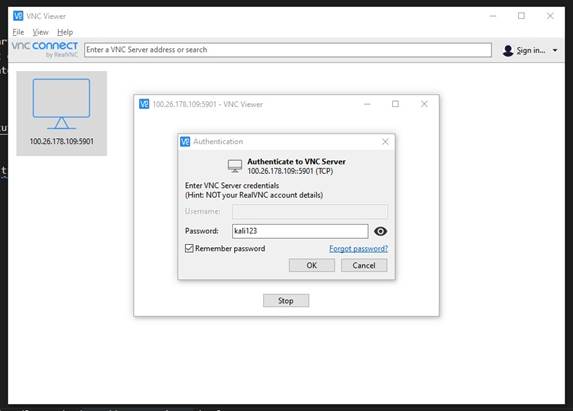 VNC Viewer
File View Help
VNC CONNECT
by RealVNC
Enter a VNC Server address or search
Sign in...
100.26.178.109:5901
100.26.178.109:5901 - VNC Viewer
Authentication
Authenticate to VNC Server
100.26.178.109::5901 (TCP)
Enter VNC Server credentials
(Hint: NOT your RealVNC account details)
Username:
Password: kali123
Remember password
Forgot password?
OK Cancel
Stop